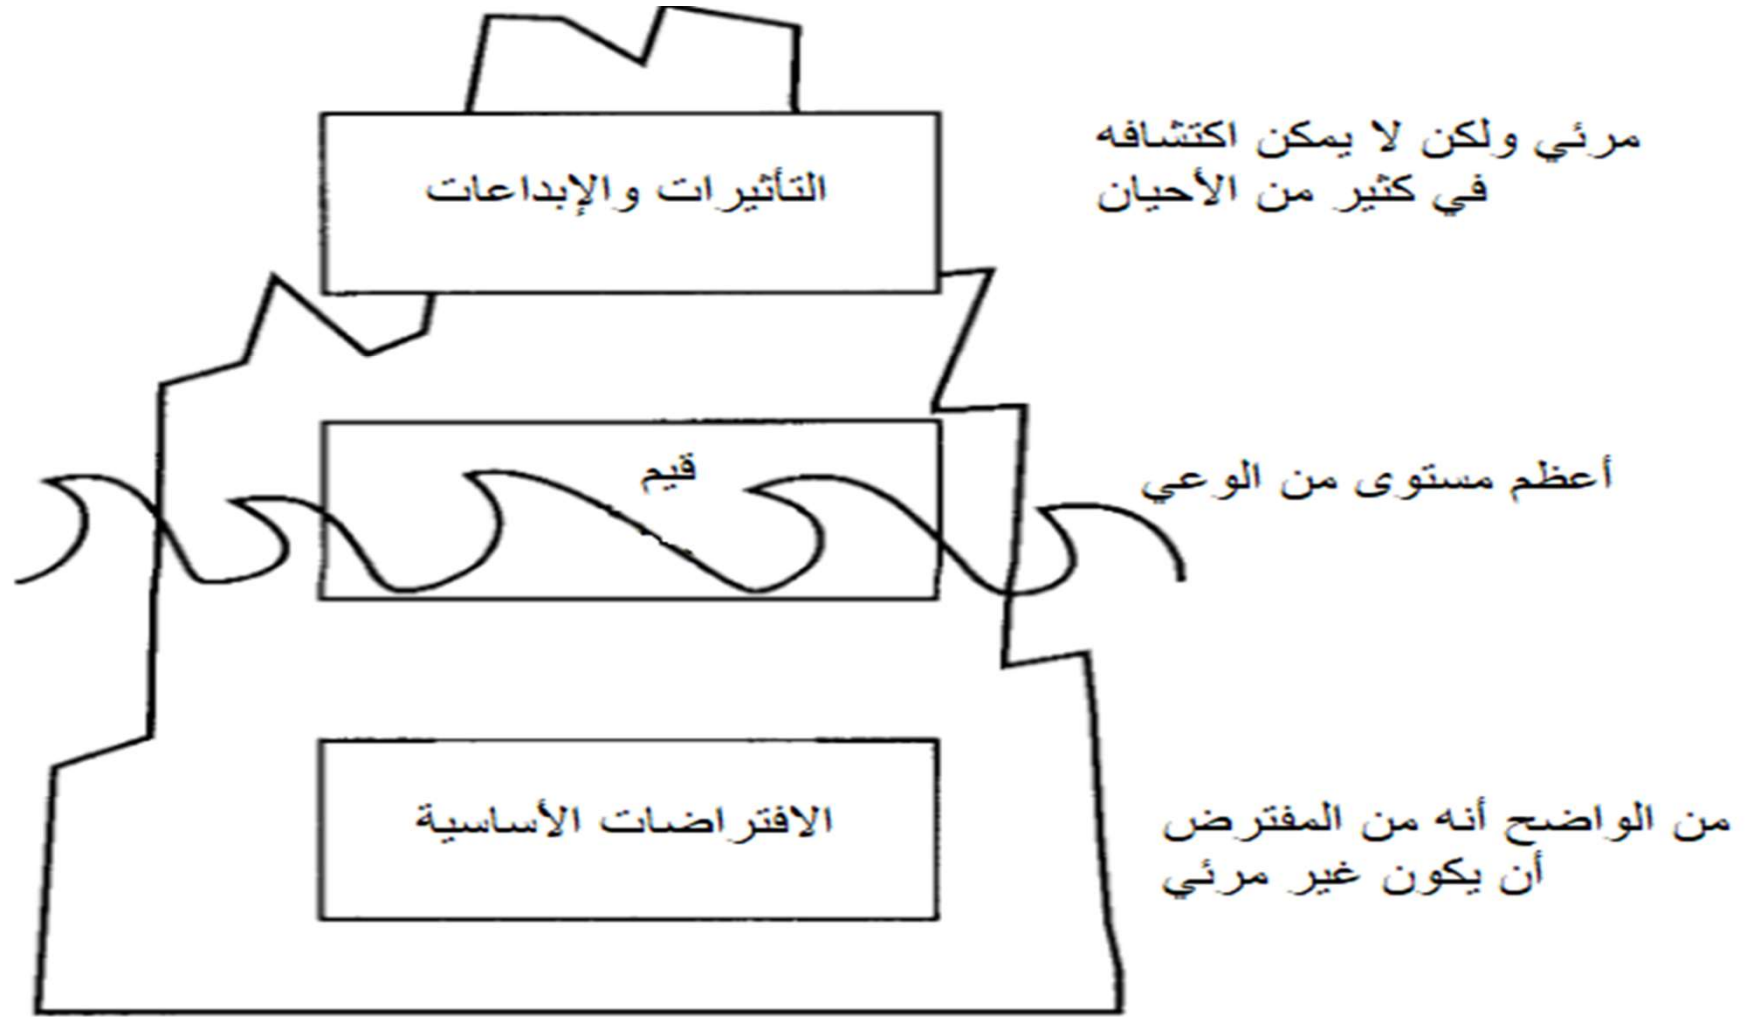 التأثيرات والإبداعات
مرئي ولكن لا يمكن اكتشافه
في كثير من الأحيان
قيم
أعظم مستوى من الوعي
الافتراضات الأساسية
من الواضح أنه من المفترض
أن يكون غير مرئي